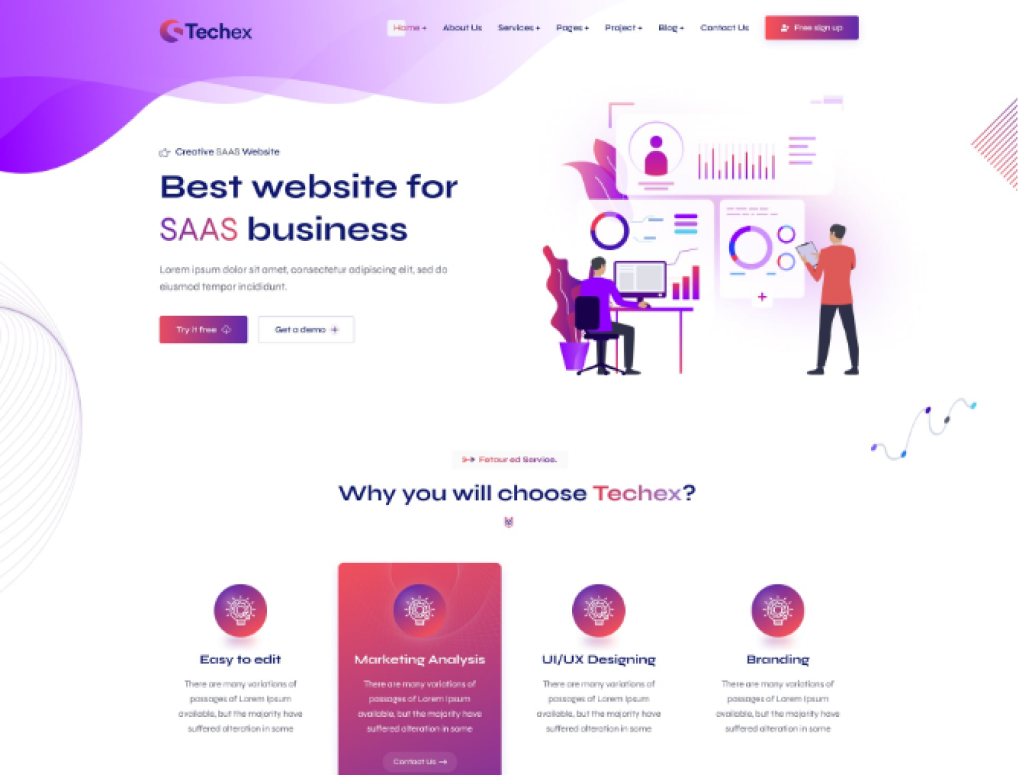 Techex
Home + About Us Services + Pages + Project + Blog + Contact Us Free sign up
Creative SAAS Website
Best website for
SAAS business
Lorem ipsum dolor sit amet, consectetur adipiscing elit, sed do
eiusmod tempor incididunt.
Try it free Get a demo
Fetaured Service.
Why you will choose Techex?
Easy to edit
There are many variations of
passages of Lorem Ipsum
available, but the majority have
suffered alteration in some
Marketing Analysis
There are many variations of
passages of Lorem Ipsum
available, but the majority have
suffered alteration in some
Contact Us →
UI/UX Designing
There are many variations of
passages of Lorem Ipsum
available, but the majority have
suffered alteration in some
Branding
There are many variations of
passages of Lorem Ipsum
available, but the majority have
suffered alteration in some